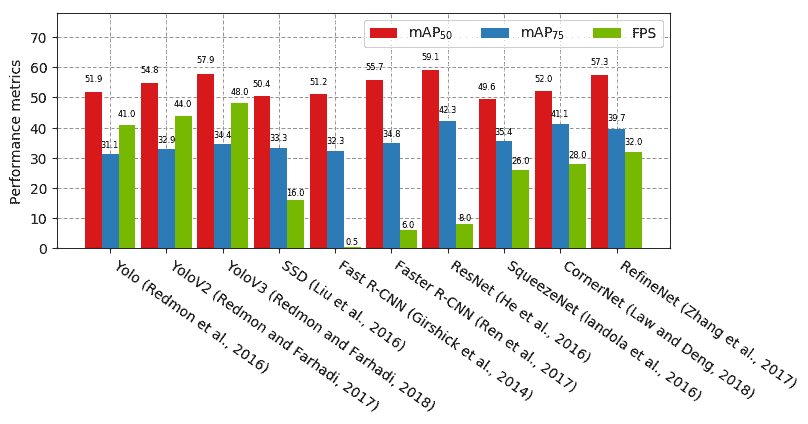 mAP50 mAP75 FPS
Performance metrics
70
60
50
40
30
20
10
0
51.9 31.1 41.0
54.8 32.9 44.0
57.9 34.4 48.0
50.4 33.3 16.0
51.2 32.3 0.5
55.7 34.8 6.0
59.1 42.3 8.0
49.6 35.4 26.0
52.0 41.1 28.0
57.3 39.7 32.0
Yolo (Redmon et al., 2016)
YoloV2 (Redmon and Farhadi, 2017)
YoloV3 (Redmon and Farhadi, 2018)
SSD (Liu et al., 2016)
Fast R-CNN (Girshick et al., 2014)
Faster R-CNN (Ren et al., 2017)
ResNet (He et al., 2016)
SqueezeNet (Iandola et al., 2016)
CornerNet (Law and Deng, 2018)
RefineNet (Zhang et al., 2017)